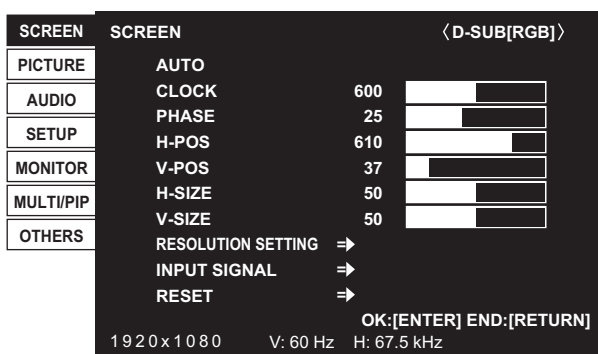 SCREEN
PICTURE
AUDIO
SETUP
MONITOR
MULTI/PIP
OTHERS
SCREEN 〈D-SUB[RGB]〉
AUTO
CLOCK 600
PHASE 25
H-POS 610
V-POS 37
H-SIZE 50
V-SIZE 50
RESOLUTION SETTING
INPUT SIGNAL
RESET
OK:[ENTER] END:[RETURN]
1920x1080 V: 60 Hz H: 67.5 kHz